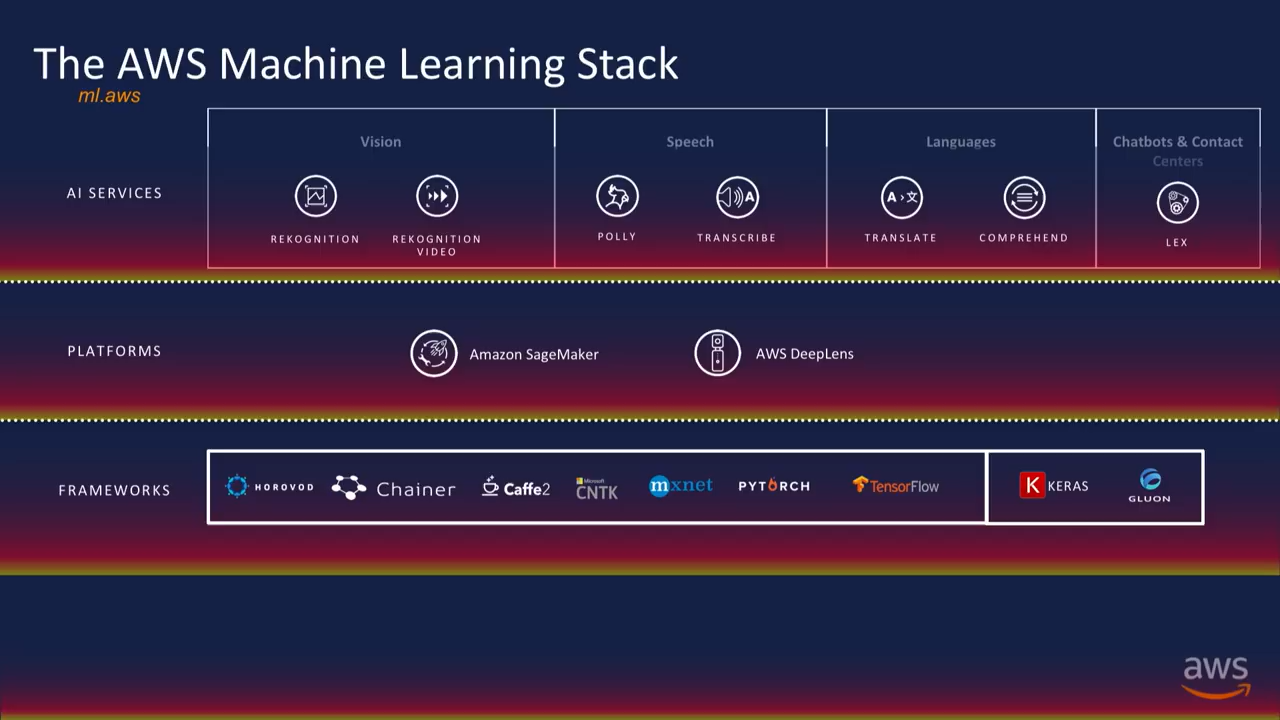 The AWS Machine Learning Stack
ml.aws
Vision
Speech
Languages
Chatbots & Contact
Centers
AI SERVICES
REKOGNITION
REKOGNITION
VIDEO
POLLY
TRANSCRIBE
TRANSLATE
COMPREHEND
LEX
PLATFORMS
Amazon SageMaker
AWS DeepLens
FRAMEWORKS
HOROVOD
Chainer
Caffe2
Microsoft
CNTK
mxnet
PYTORCH
TensorFlow
K KERAS
GLUON
aws